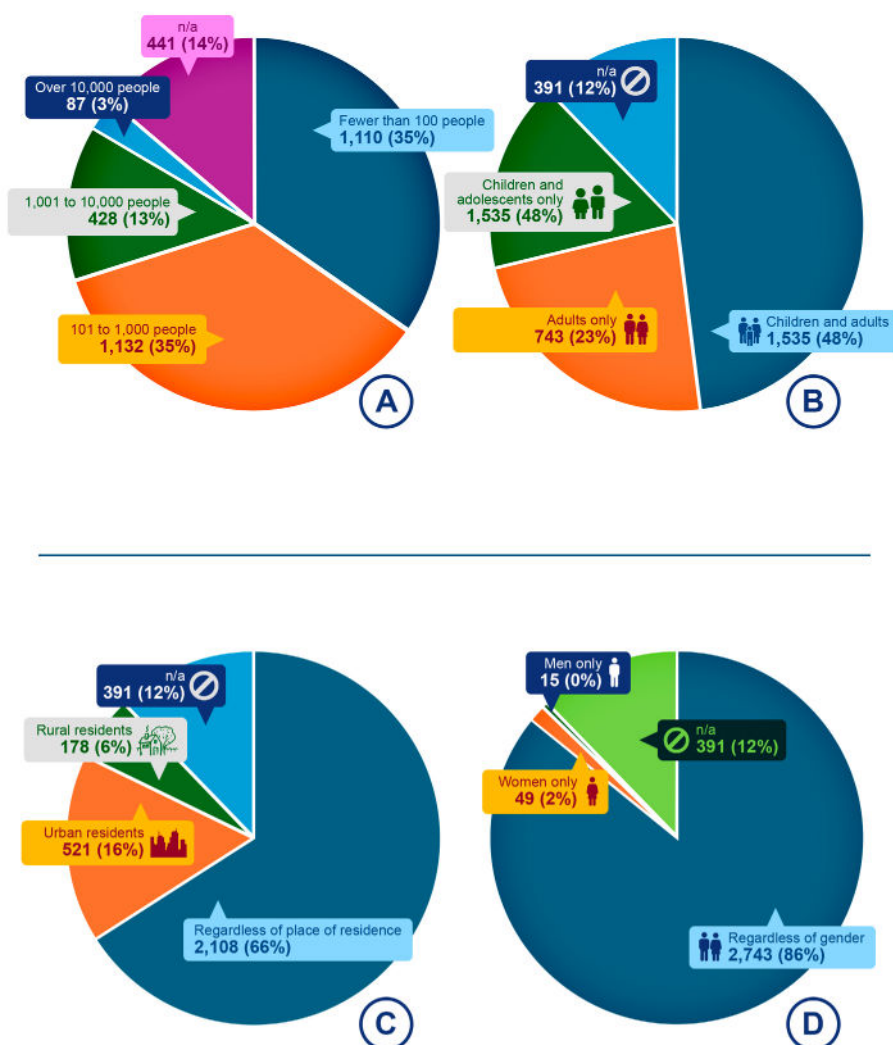 n/a
441 (14%)
Over 10,000 people
87 (3%)
Fewer than 100 people
1,110 (35%)
1,001 to 10,000 people
428 (13%)
101 to 1,000 people
1,132 (35%)
A
n/a
391 (12%)
Children and
adolescents only
1,535 (48%)
Adults only
743 (23%)
Children and adults
1,535 (48%)
B
n/a
391 (12%)
Rural residents
178 (6%)
Urban residents
521 (16%)
Regardless of place of residence
2,108 (66%)
C
Men only
15 (0%)
n/a
391 (12%)
Women only
49 (2%)
Regardless of gender
2,743 (86%)
D